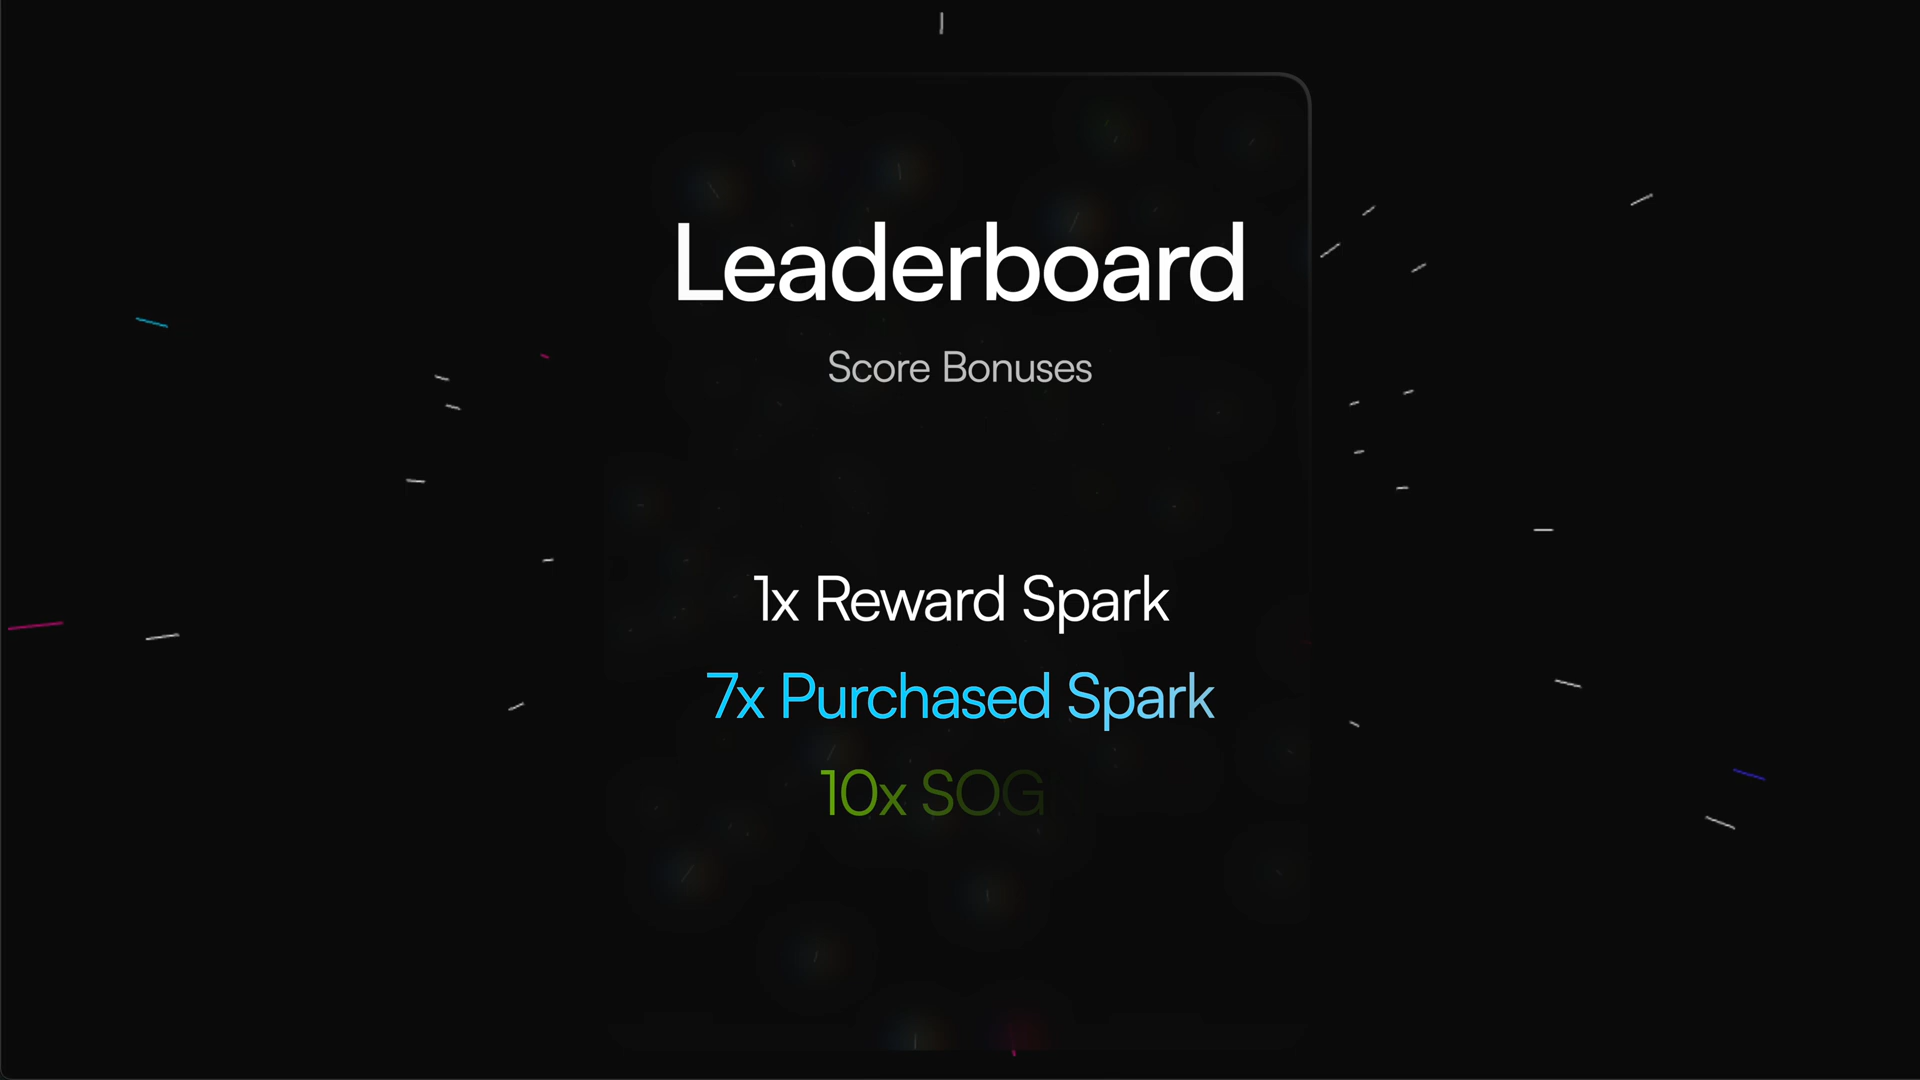 Leaderboard
Score Bonuses
1x Reward Spark
7x Purchased Spark
10x SOG